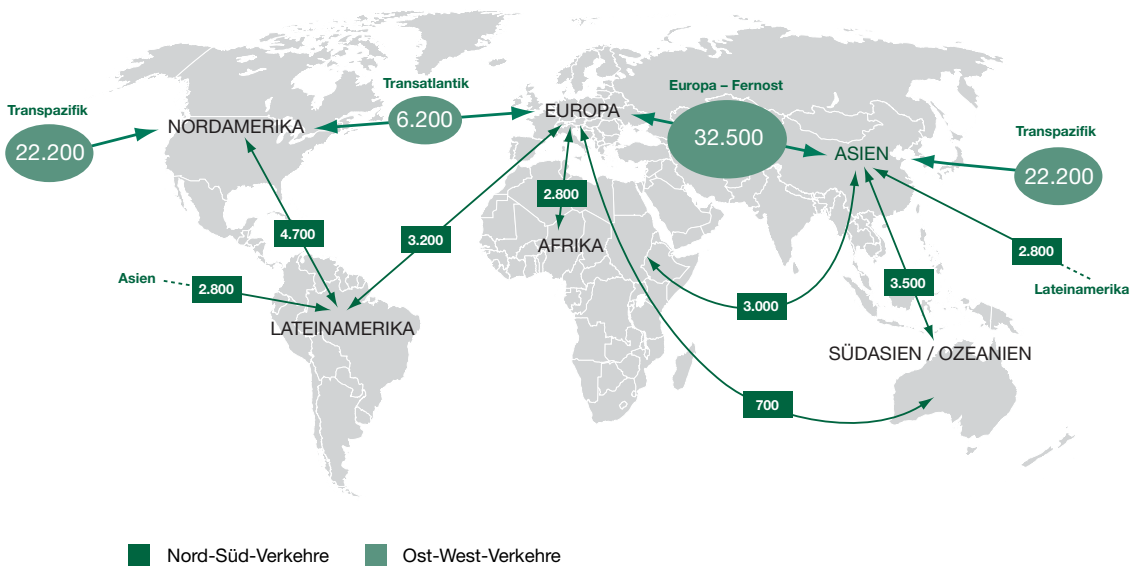 Transpazifik
22.200
NORDAMERIKA
Transatlantik
6.200
EUROPA
Europa – Fernost
32.500
ASIEN
Transpazifik
22.200
2.800
AFRIKA
4.700
3.200
Asien
2.800
LATEINAMERIKA
3.000
3.500
2.800
Lateinamerika
SÜDASIEN / OZEANIEN
700
Nord-Süd-Verkehre
Ost-West-Verkehre